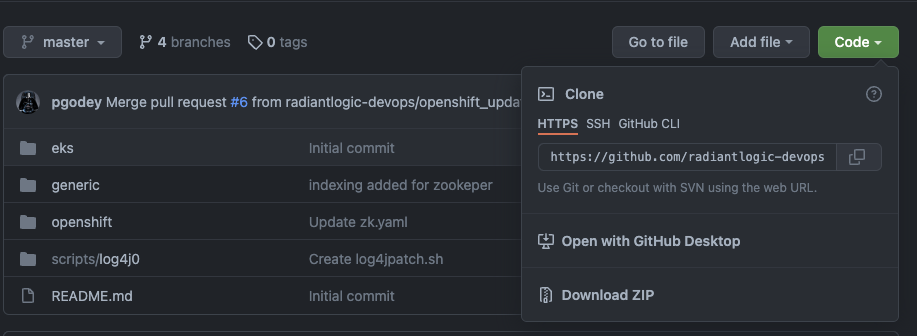 master 4 branches 0 tags Go to file Add file Code
pgodey Merge pull request #6 from radiantlogic-devops/openshift_upda
eks Initial commit
generic indexing added for zookeper
openshift Update zk.yaml
scripts/log4j0 Create log4jpatch.sh
README.md Initial commit
Clone
HTTPS SSH GitHub CLI
https://github.com/radiantlogic-devops
Use Git or checkout with SVN using the web URL.
Open with GitHub Desktop
Download ZIP